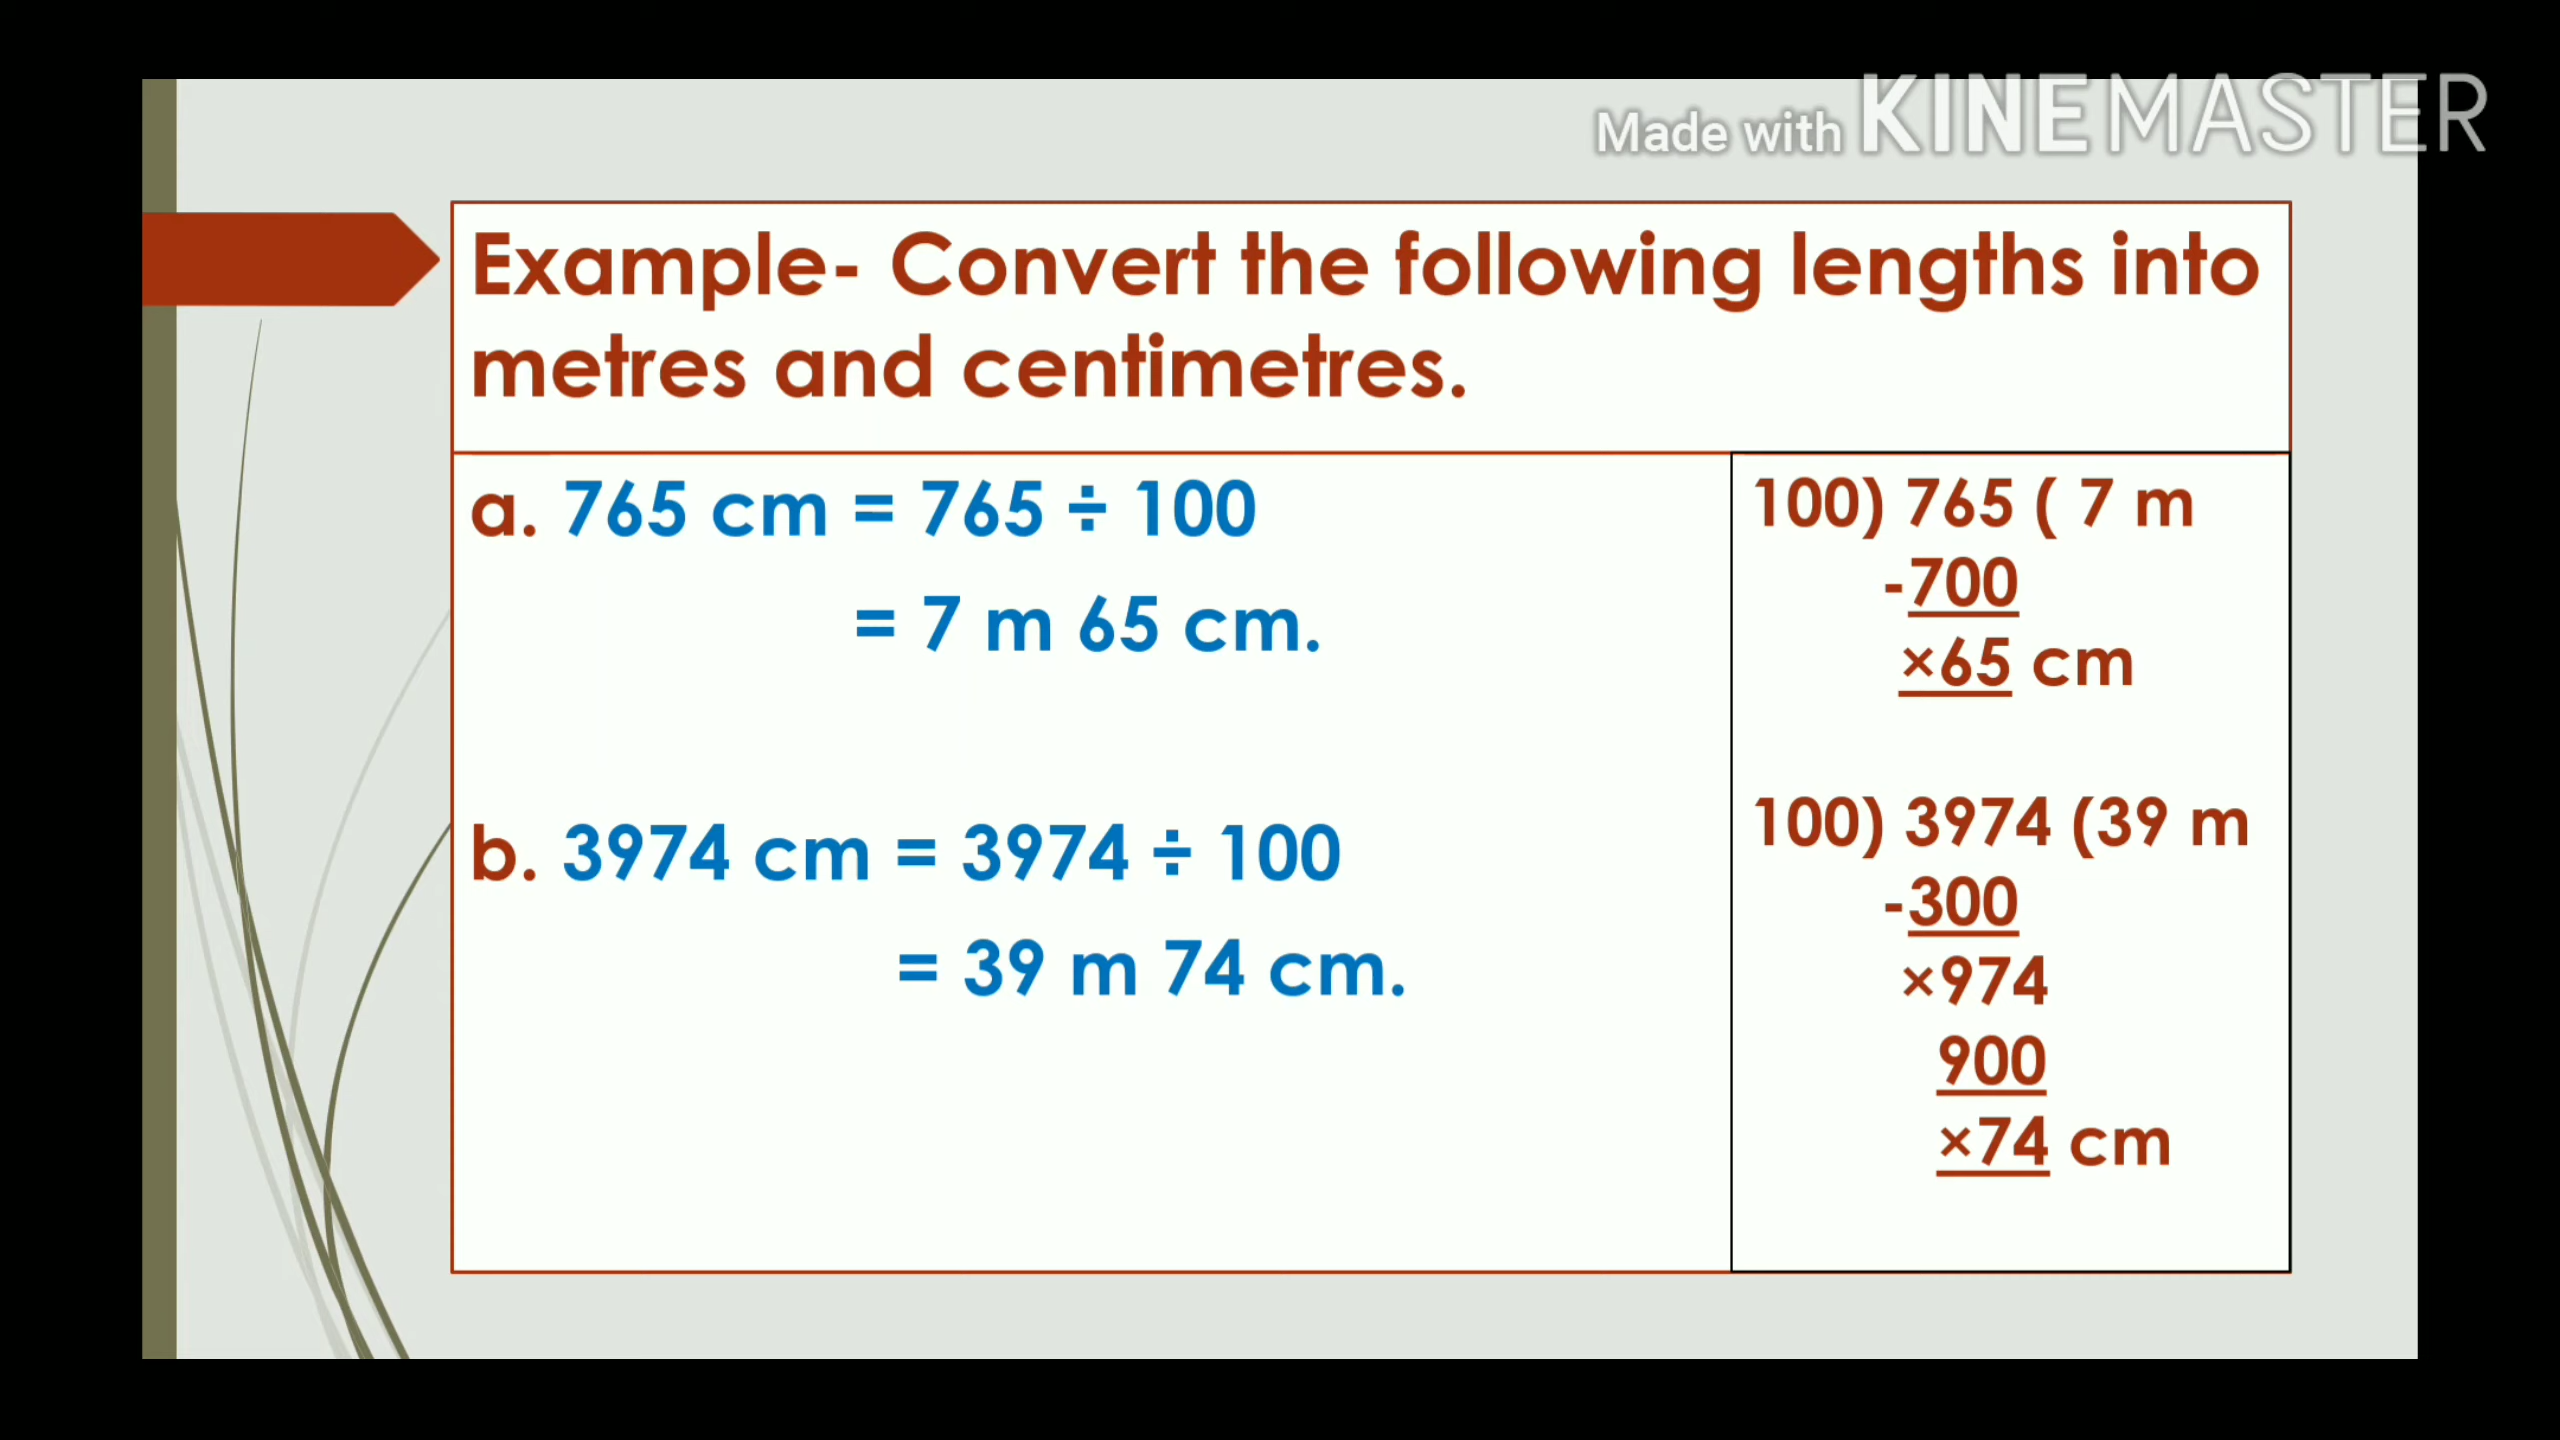 Made with KINEMASTER
Example- Convert the following lengths into
metres and centimetres.
a. 765 cm = 765 ÷ 100
= 7 m 65 cm.
b. 3974 cm = 3974 ÷ 100
= 39 m 74 cm.
100) 765 ( 7 m
-700
×65 cm
100) 3974 (39 m
-300
×974
900
×74 cm